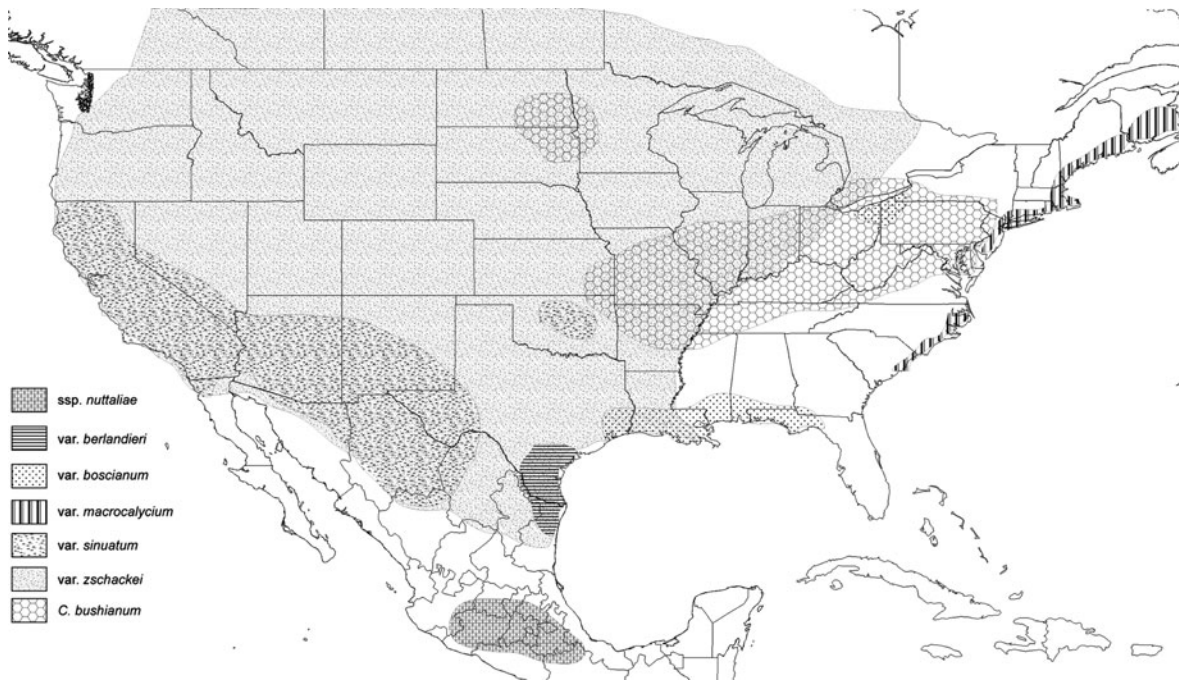 ssp. nuttaliae
var. berlandieri
var. boscianum
var. macrocalycium
var. sinuatum
var. zschackei
C. bushianum